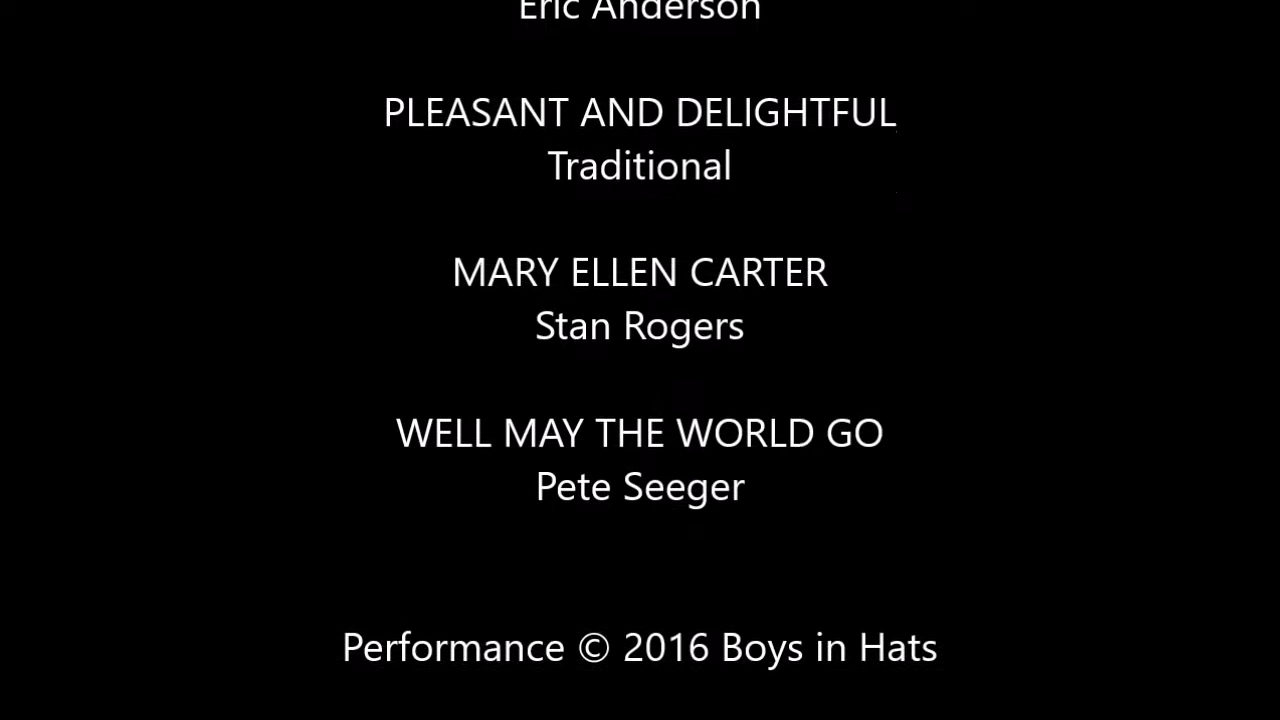 Eric Anderson
PLEASANT AND DELIGHTFUL
Traditional
MARY ELLEN CARTER
Stan Rogers
WELL MAY THE WORLD GO
Pete Seeger
Performance © 2016 Boys in Hats